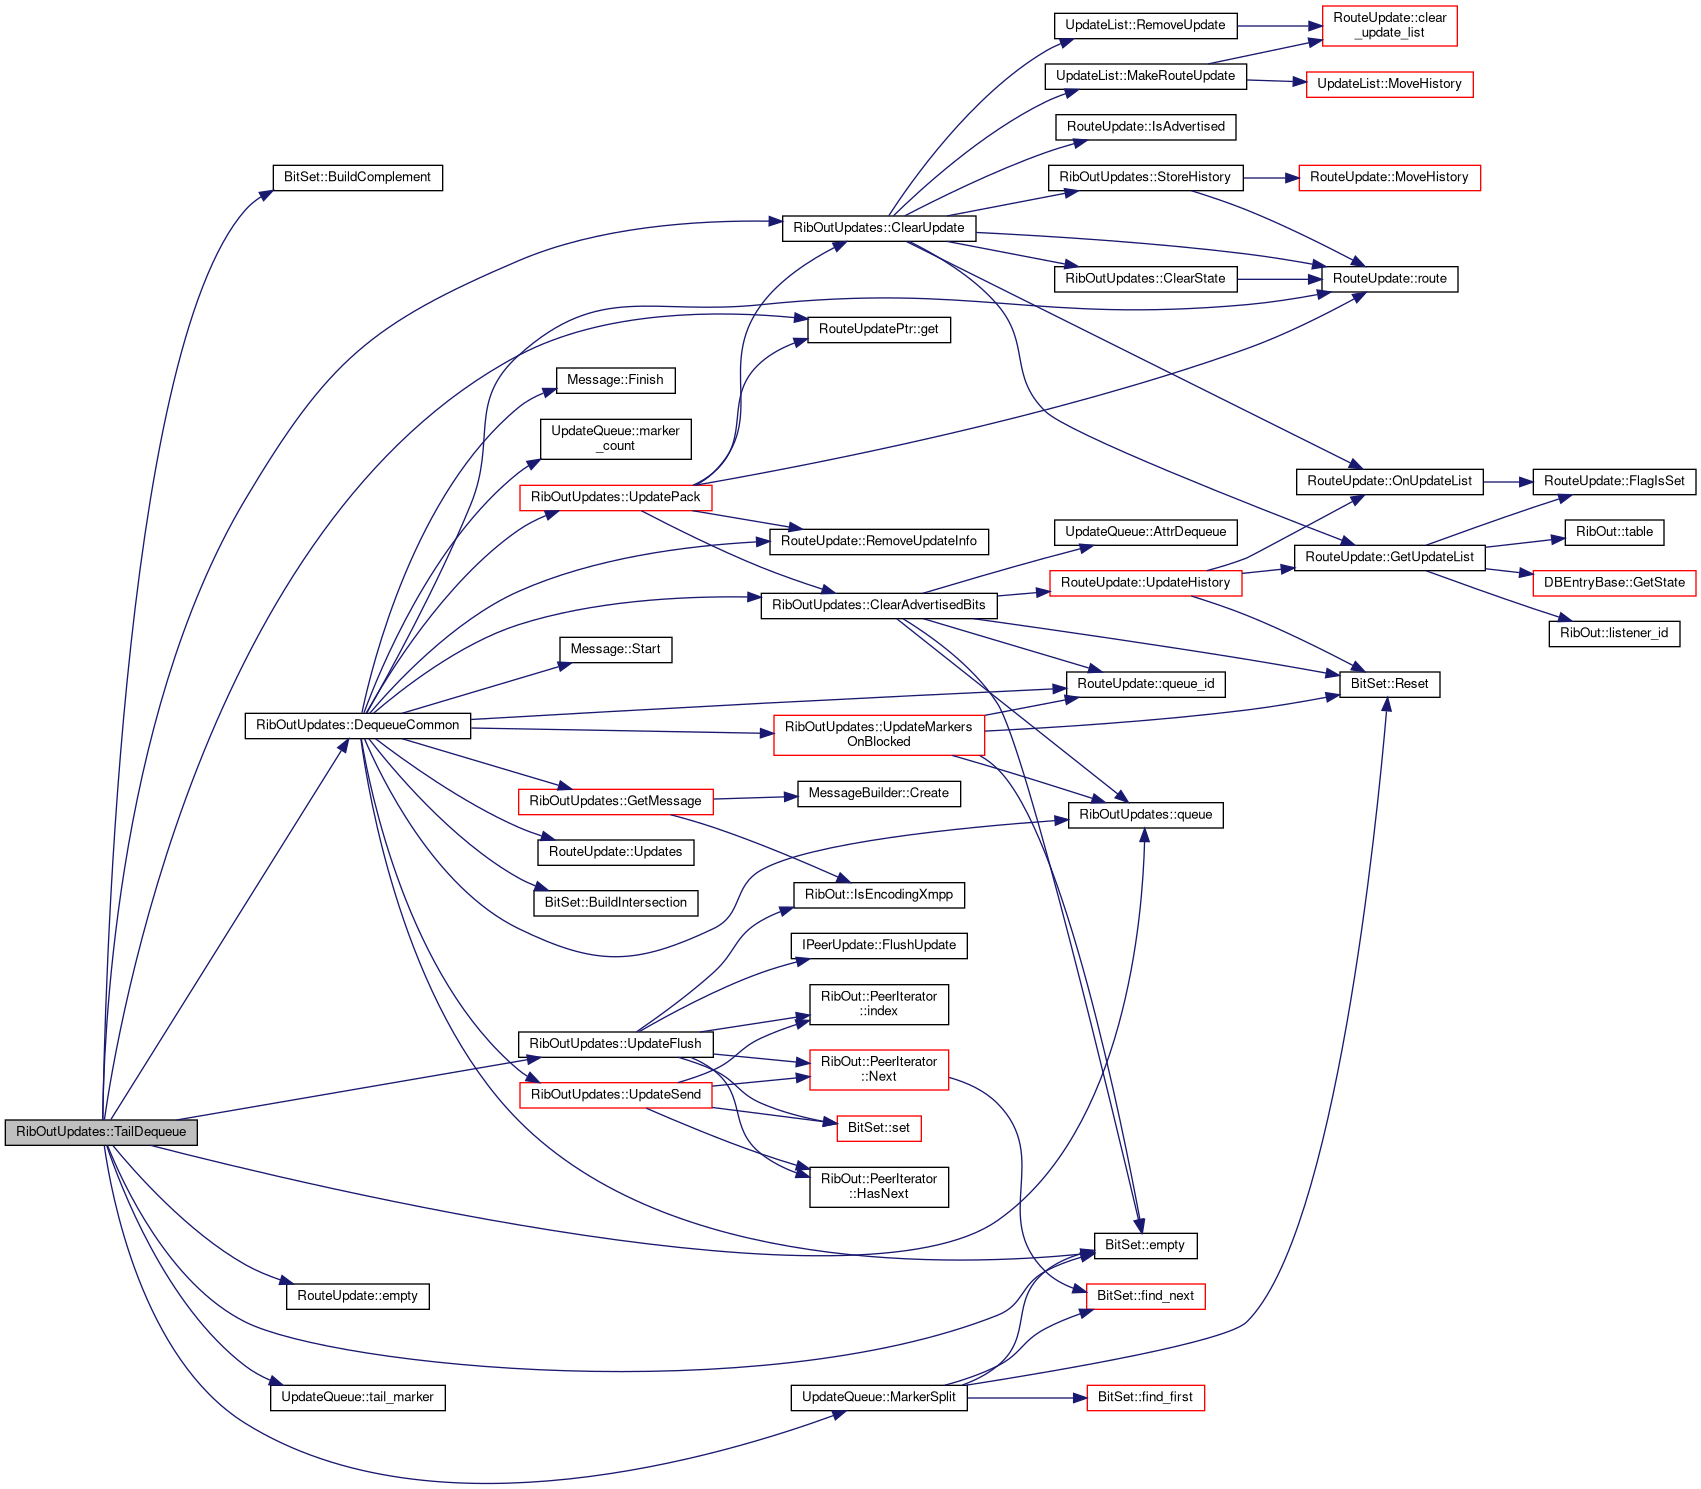 UpdateList::RemoveUpdate
RouteUpdate::clear
_update_list
UpdateList::MakeRouteUpdate
UpdateList::MoveHistory
RouteUpdate::IsAdvertised
BitSet::BuildComplement
RibOutUpdates::StoreHistory
RouteUpdate::MoveHistory
RibOutUpdates::ClearUpdate
RibOutUpdates::ClearState
RouteUpdate::route
RouteUpdatePtr::get
Message::Finish
UpdateQueue::marker
_count
RibOutUpdates::UpdatePack
RouteUpdate::OnUpdateList
RouteUpdate::FlagIsSet
RouteUpdate::RemoveUpdateInfo
UpdateQueue::AttrDequeue
RibOut::table
RouteUpdate::GetUpdateList
RouteUpdate::UpdateHistory
DBEntryBase::GetState
RibOutUpdates::ClearAdvertisedBits
RibOut::listener_id
Message::Start
RouteUpdate::queue_id
BitSet::Reset
RibOutUpdates::DequeueCommon
RibOutUpdates::UpdateMarkers
OnBlocked
RibOutUpdates::GetMessage
MessageBuilder::Create
RibOutUpdates::queue
RouteUpdate::Updates
BitSet::BuildIntersection
RibOut::IsEncodingXmpp
IPeerUpdate::FlushUpdate
RibOut::PeerIterator
::index
RibOutUpdates::UpdateFlush
RibOut::PeerIterator
::Next
RibOutUpdates::UpdateSend
RibOutUpdates::TailDequeue
BitSet::set
RibOut::PeerIterator
::HasNext
BitSet::empty
RouteUpdate::empty
BitSet::find_next
UpdateQueue::tail_marker
UpdateQueue::MarkerSplit
BitSet::find_first